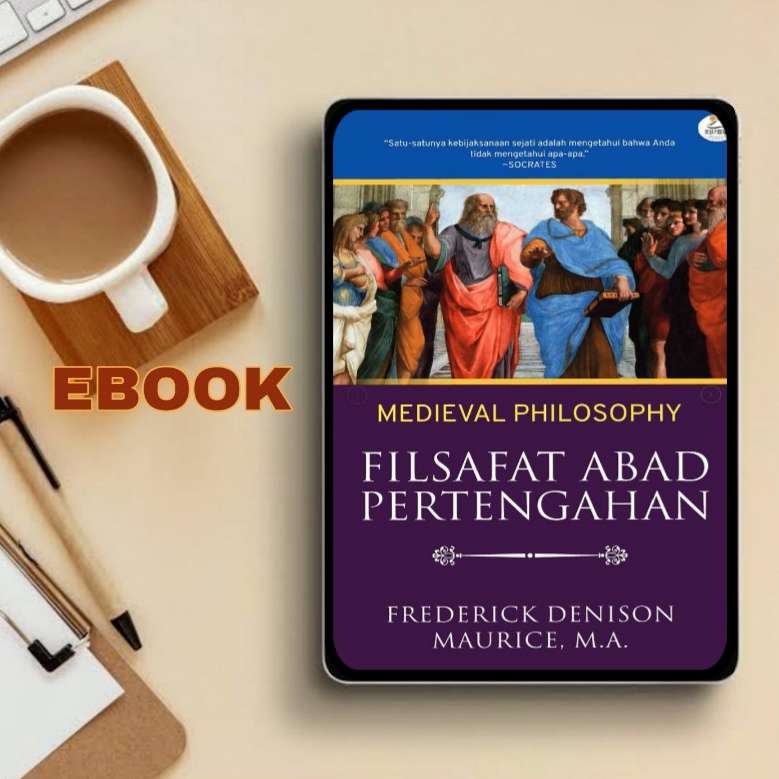 "Satu-satunya kebijaksanaan sejati adalah mengetahui bahwa Anda
tidak mengetahui apa-apa."
~SOCRATES
EBOOK
MEDIEVAL PHILOSOPHY
FILSAFAT ABAD
PERTENGAHAN
FREDERICK DENISON
MAURICE, M.A.